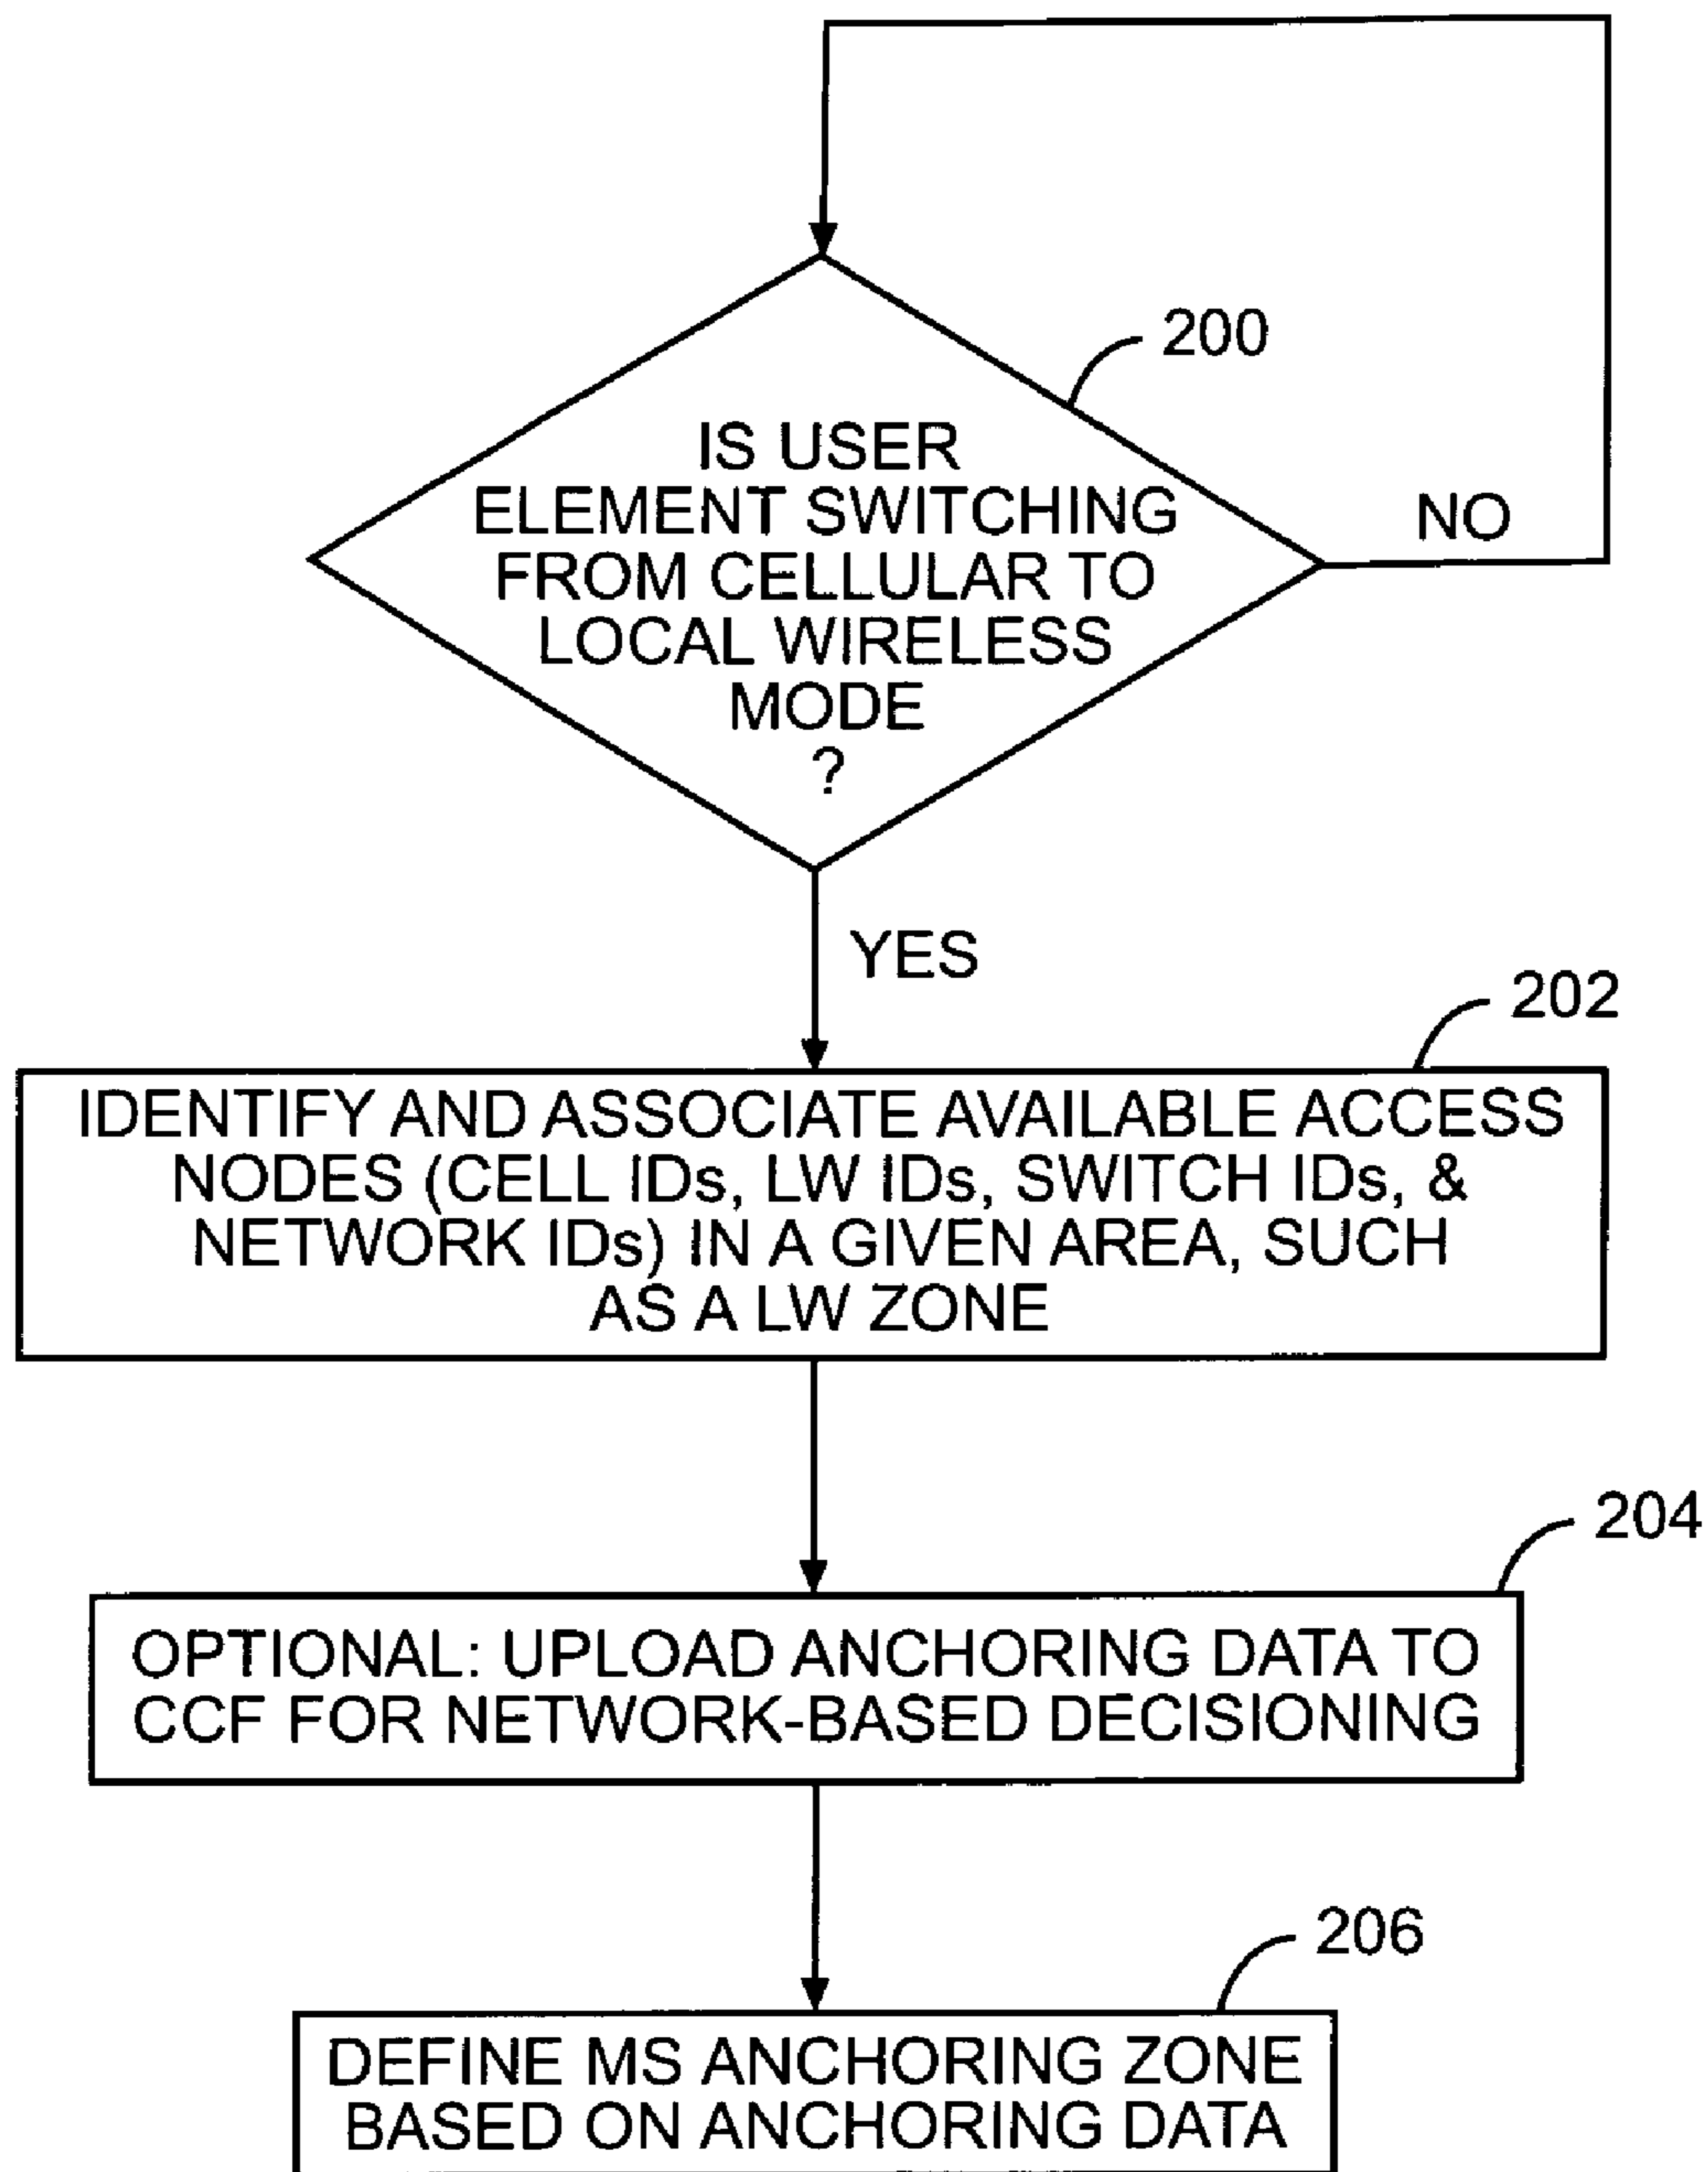 200
IS USER
ELEMENT SWITCHING
FROM CELLULAR TO
LOCAL WIRELESS
MODE
?
NO
YES
202
IDENTIFY AND ASSOCIATE AVAILABLE ACCESS
NODES (CELL IDs, LW IDs, SWITCH IDs, &
NETWORK IDs) IN A GIVEN AREA, SUCH
AS A LW ZONE
204
OPTIONAL: UPLOAD ANCHORING DATA TO
CCF FOR NETWORK-BASED DECISIONING
206
DEFINE MS ANCHORING ZONE
BASED ON ANCHORING DATA